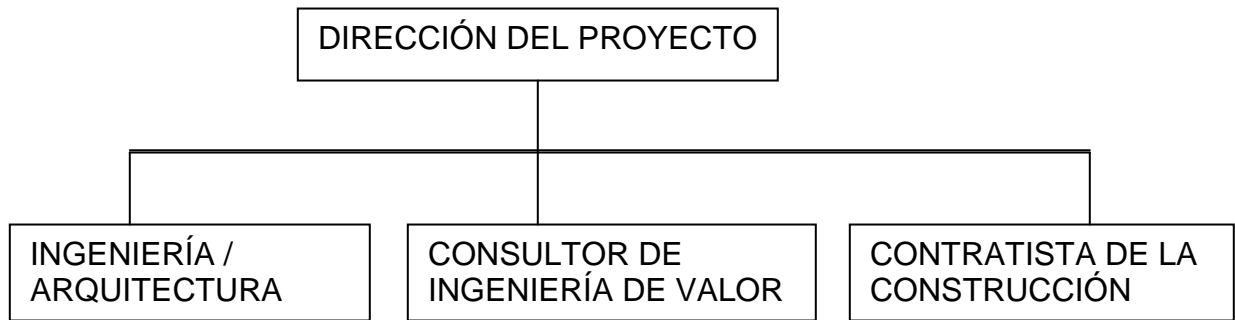 DIRECCIÓN DEL PROYECTO
INGENIERÍA /
ARQUITECTURA
CONSULTOR DE
INGENIERÍA DE VALOR
CONTRATISTA DE LA
CONSTRUCCIÓN